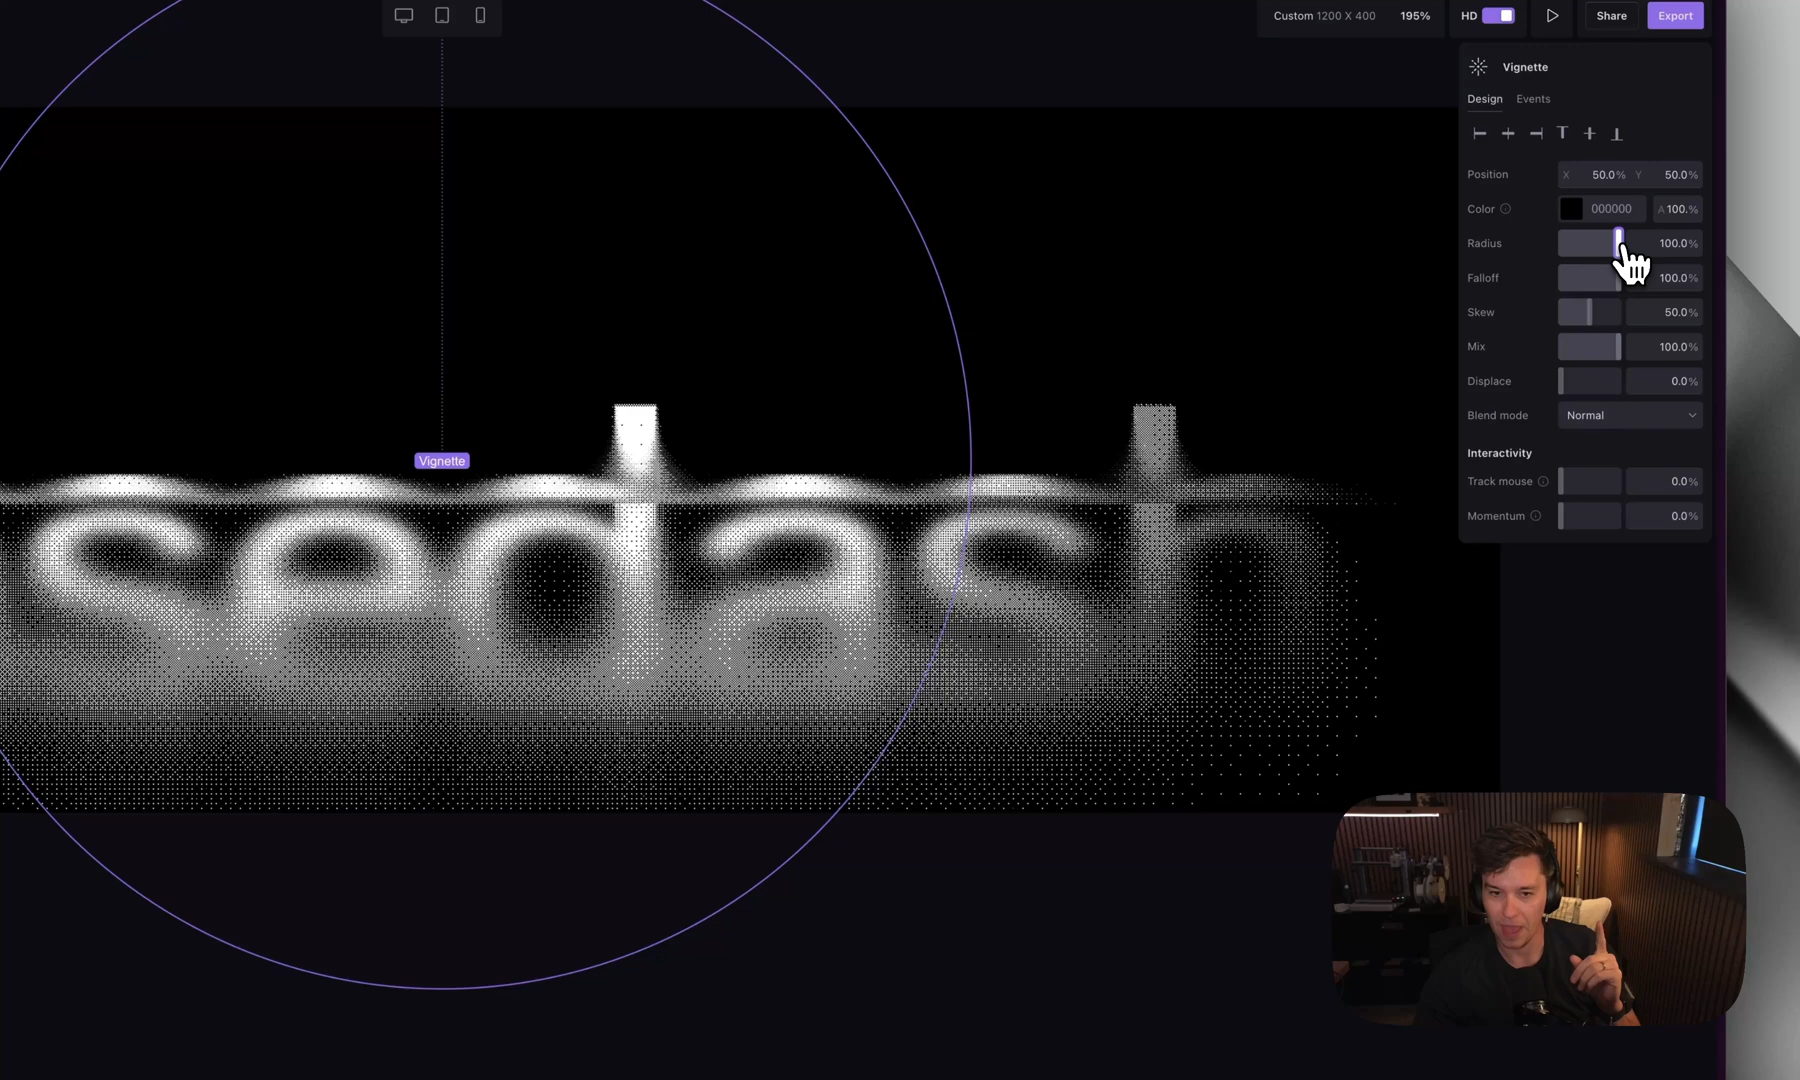 Custom 1200 X 400 195% HD Share Export
Vignette
Design Events
Position X 50.0% Y 50.0%
Color 000000 A 100.%
Radius 100.0%
Falloff 100.0%
Skew 50.0%
Mix 100.0%
Displace 0.0%
Blend mode Normal
Interactivity
Track mouse 0.0%
Momentum 0.0%
Vignette
sedash